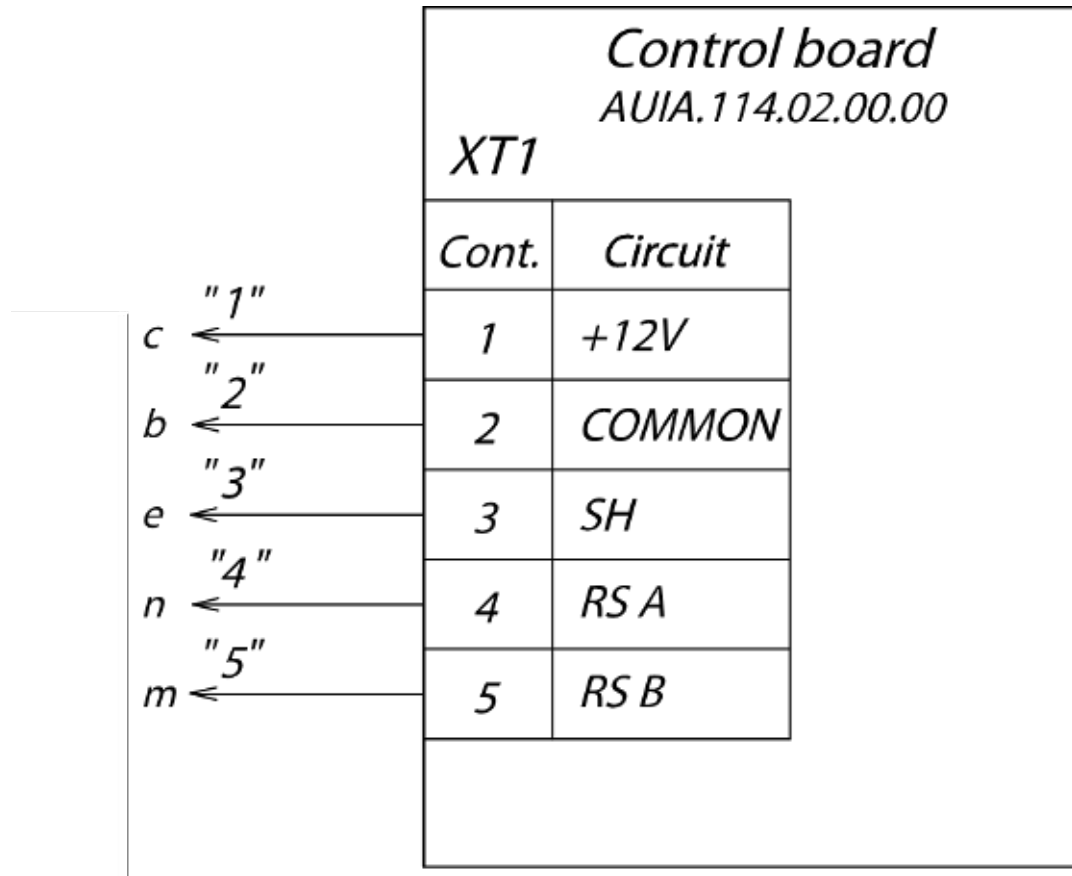 Control board
AUIA.114.02.00.00
XT1
Cont. Circuit
"1"
c 1 +12V
"2"
b 2 COMMON
"3"
e 3 SH
"4"
n 4 RS A
"5"
m 5 RS B